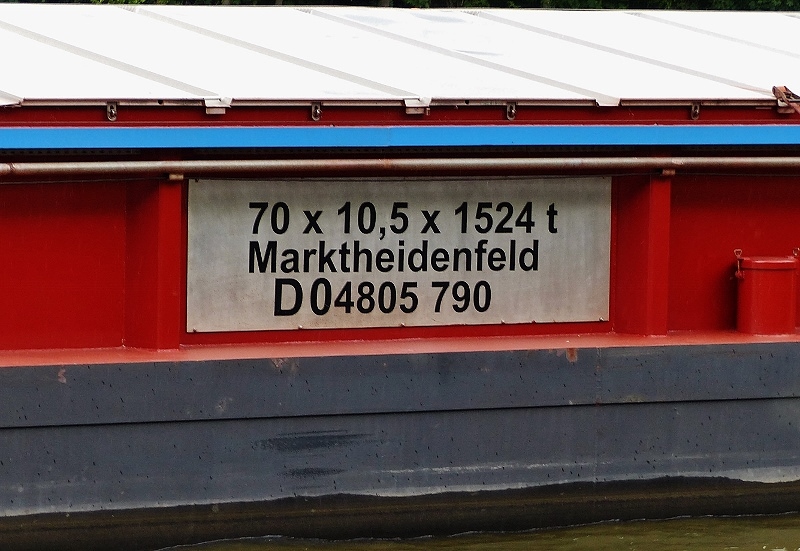 70 x 10,5 x 1524 t
Marktheidenfeld
D 04805 790